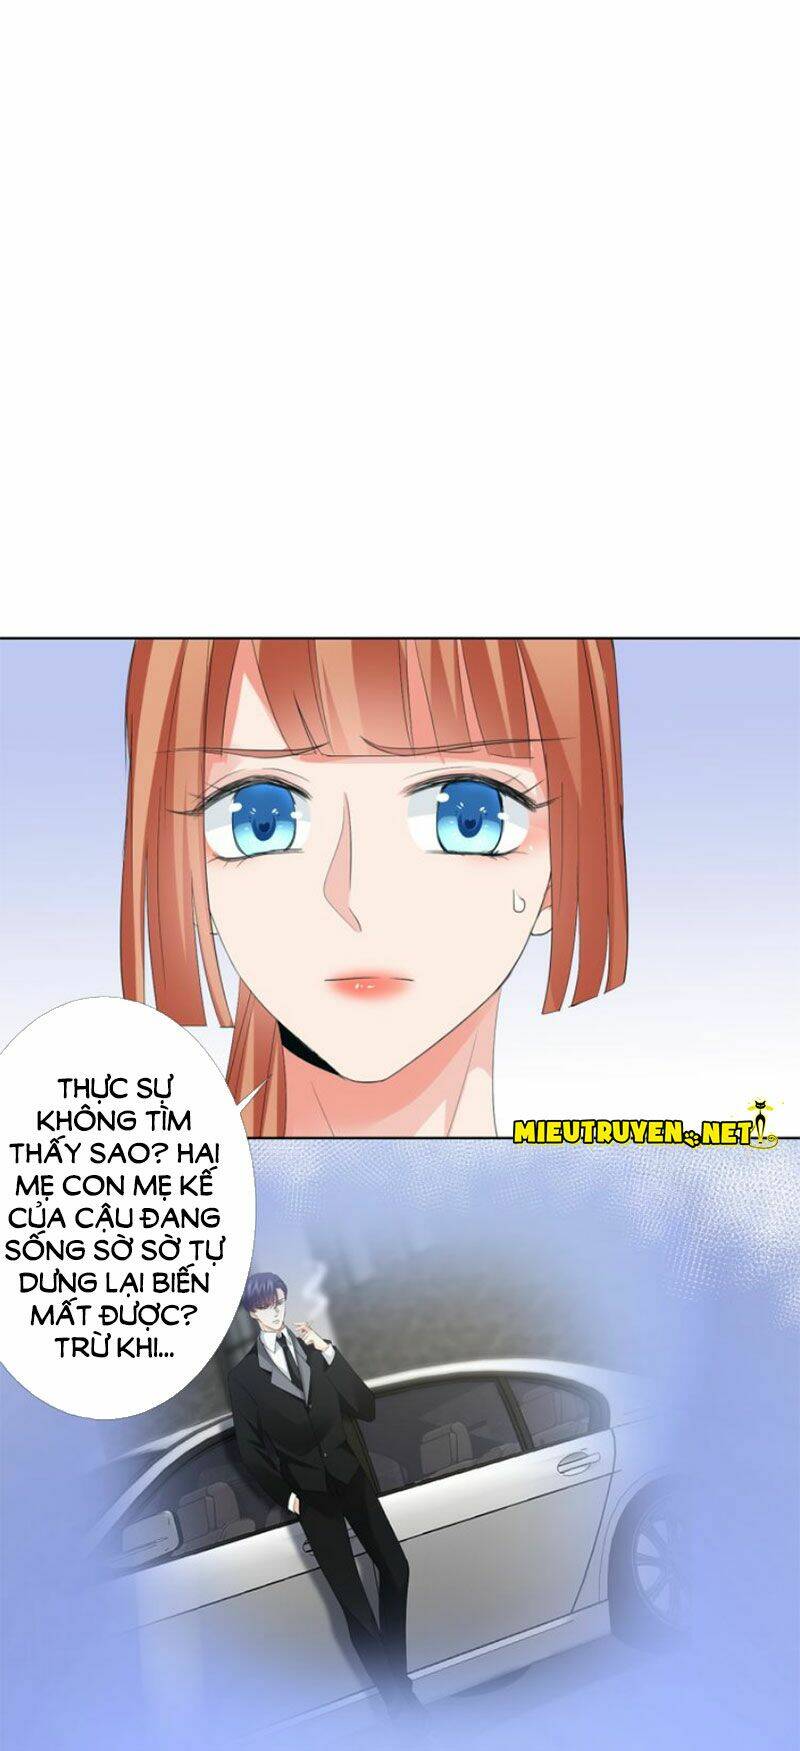 THỰC SỰ
KHÔNG TÌM
THẤY SAO? HAI
MẸ CON MẸ KẾ
CỦA CẬU ĐANG
SỐNG SỜ SỜ TỰ
DƯNG LẠI BIẾN
MẤT ĐƯỢC?
TRỪ KHI...
MIEUTRUYEN.NET